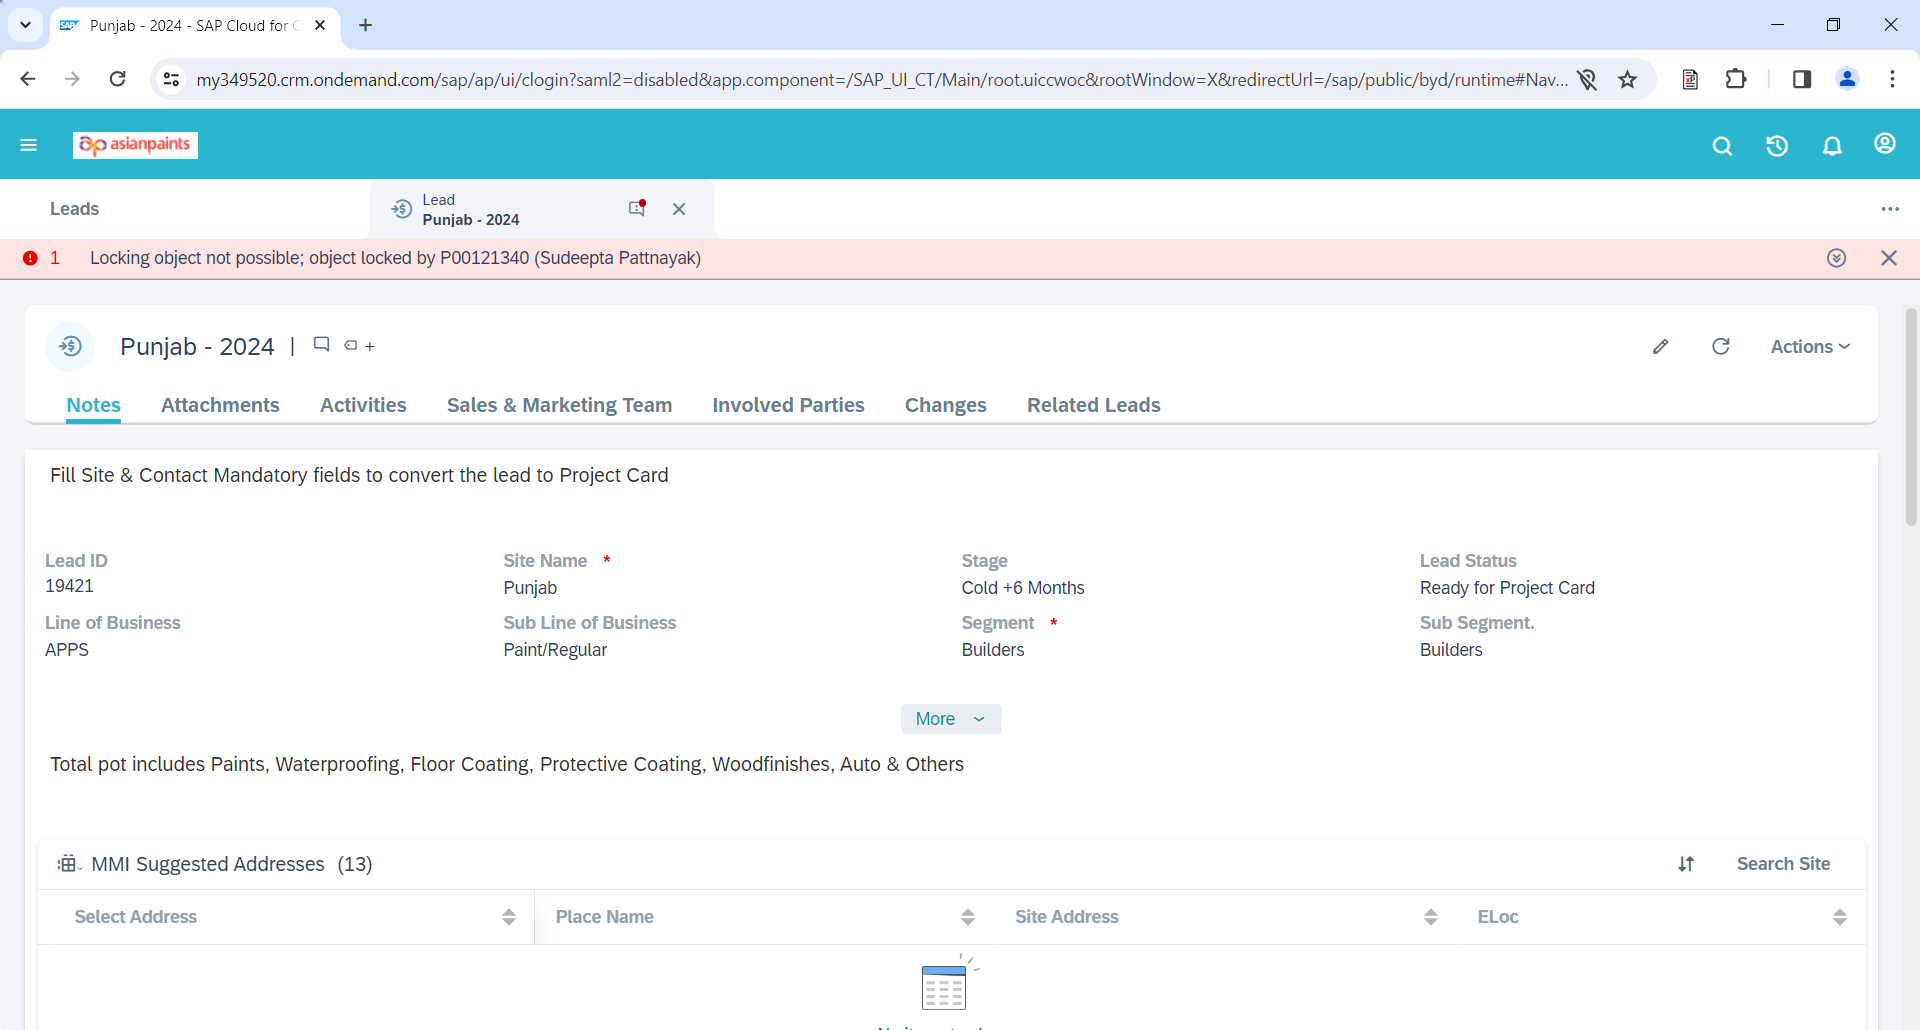 Punjab - 2024 - SAP Cloud for
my349520.crm.ondemand.com/sap/ap/ui/clogin?saml2=disabled&app.component=/SAP_UI_CT/Main/root.uiccwoc&rootWindow=X&redirectUrl=/sap/public/byd/runtime#Nav...
asianpaints
Leads
Lead
Punjab - 2024
1 Locking object not possible; object locked by P00121340 (Sudeepta Pattnayak)
Punjab - 2024 |
Actions
Notes Attachments Activities Sales & Marketing Team Involved Parties Changes Related Leads
Fill Site & Contact Mandatory fields to convert the lead to Project Card
Lead ID Site Name * Stage Lead Status
19421 Punjab Cold +6 Months Ready for Project Card
Line of Business Sub Line of Business Segment * Sub Segment.
APPS Paint/Regular Builders Builders
More
Total pot includes Paints, Waterproofing, Floor Coating, Protective Coating, Woodfinishes, Auto & Others
MMI Suggested Addresses (13) Search Site
Select Address Place Name Site Address ELoc